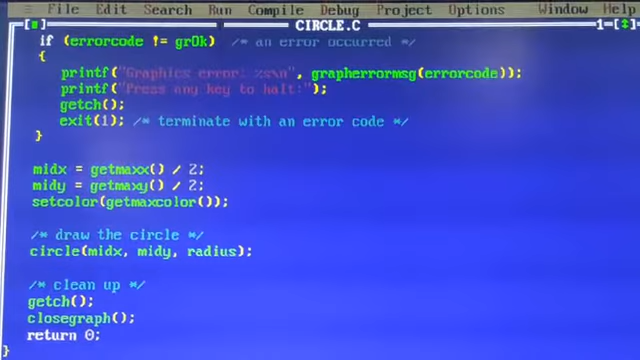 ≡ File Edit Search Run Compile Debug Project Options Window Help
[■] CIRCLE.C 1=[↕]
if (errorcode != grOk) /* an error occurred */
{
printf("Graphics error: %s\n", grapherrormsg(errorcode));
printf("Press any key to halt:");
getch();
exit(1); /* terminate with an error code */
}
midx = getmaxx() / 2;
midy = getmaxy() / 2;
setcolor(getmaxcolor());
/* draw the circle */
circle(midx, midy, radius);
/* clean up */
getch();
closegraph();
return 0;
}